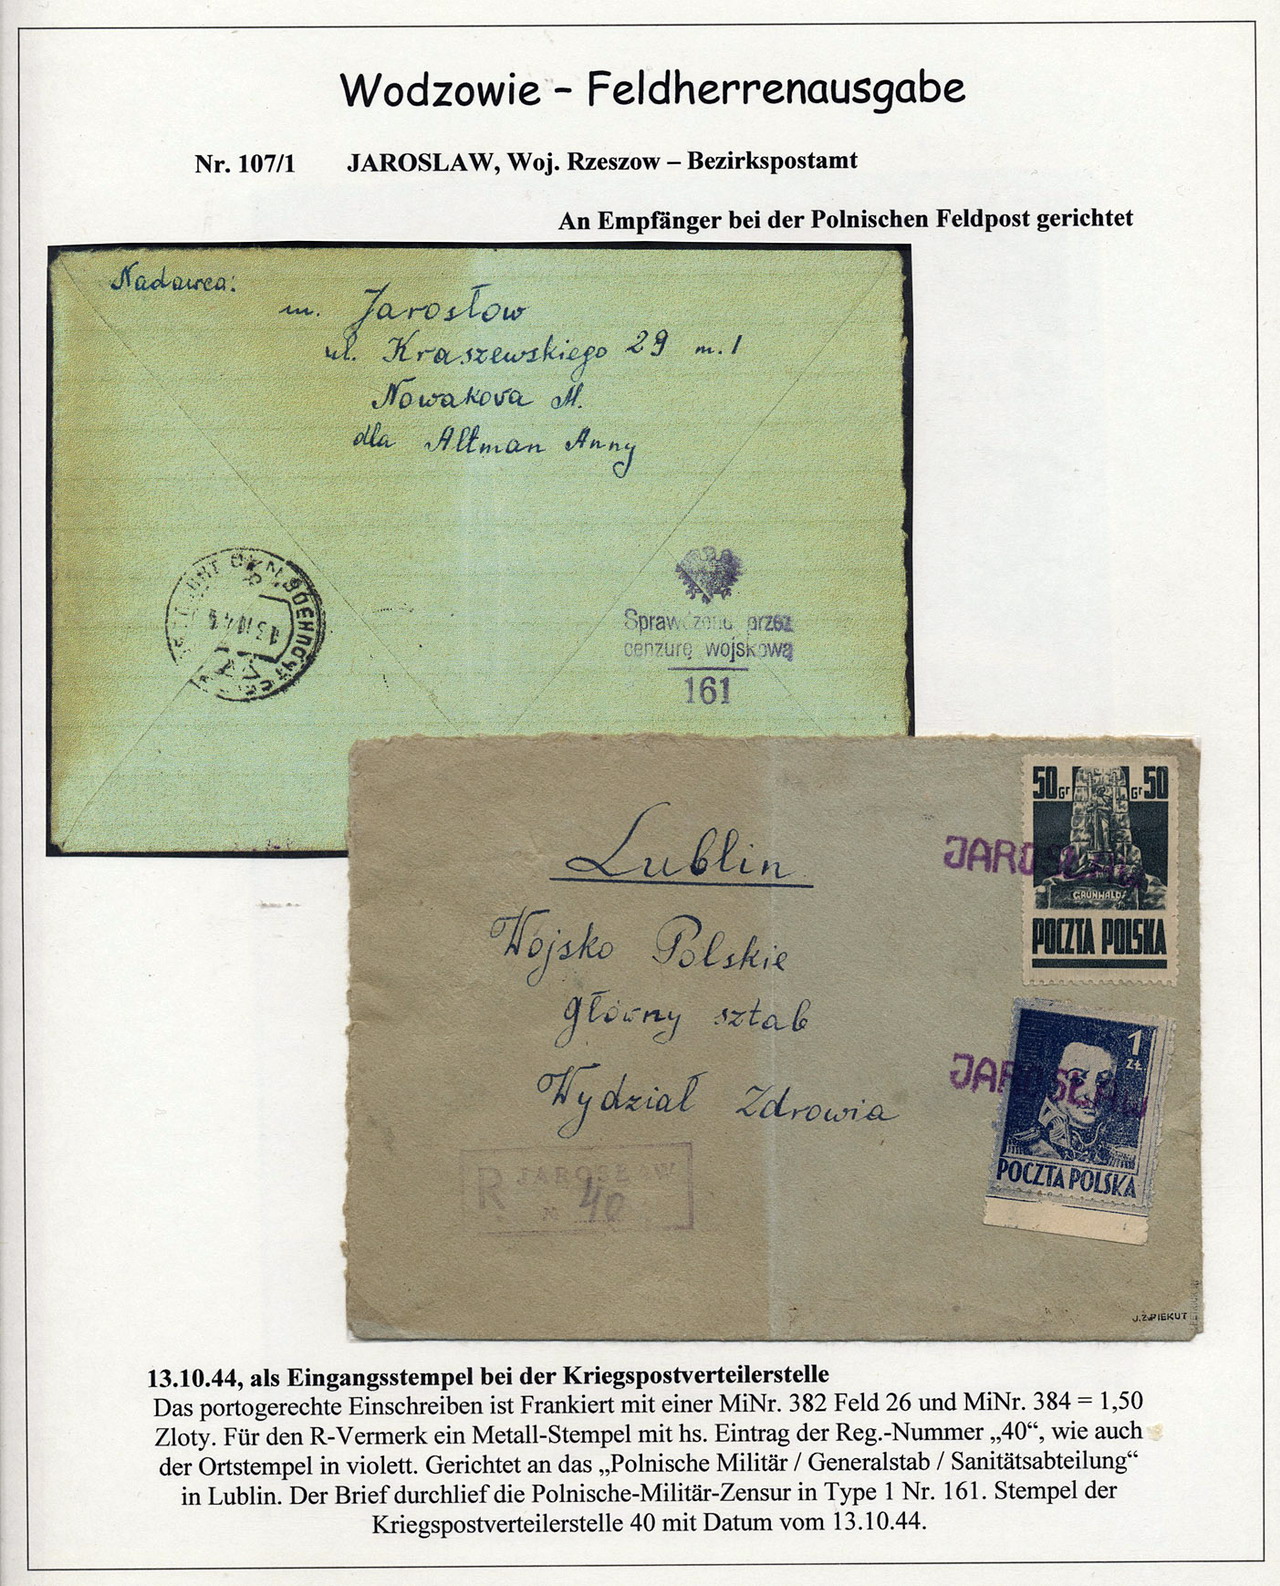 Wodzowie – Feldherrenausgabe
Nr. 107/1 JAROSLAW, Woj. Rzeszow – Bezirkspostamt
An Empfänger bei der Polnischen Feldpost gerichtet
Nadawca:
m. Jarosłow
ul. Kraszewskiego 29 m. 1
Nowakova M.
dla Altman Anny
13 44
Sprawdzono przez
cenzurę wojskową
161
50 Gr Gr 50
JAROSŁAW
GRUNWALD
POCZTA POLSKA
Lublin
Wojsko Polskie
główny sztab
Wydział Zdrowia
1 ZŁ
JAROSŁAW
POCZTA POLSKA
R JAROSŁAW
N 40
J.Z.PIEKUT
13.10.44, als Eingangsstempel bei der Kriegspostverteilerstelle
Das portogerechte Einschreiben ist Frankiert mit einer MiNr. 382 Feld 26 und MiNr. 384 = 1,50
Zloty. Für den R-Vermerk ein Metall-Stempel mit hs. Eintrag der Reg.-Nummer „40“, wie auch
der Ortstempel in violett. Gerichtet an das „Polnische Militär / Generalstab / Sanitätsabteilung“
in Lublin. Der Brief durchlief die Polnische-Militär-Zensur in Type 1 Nr. 161. Stempel der
Kriegspostverteilerstelle 40 mit Datum vom 13.10.44.